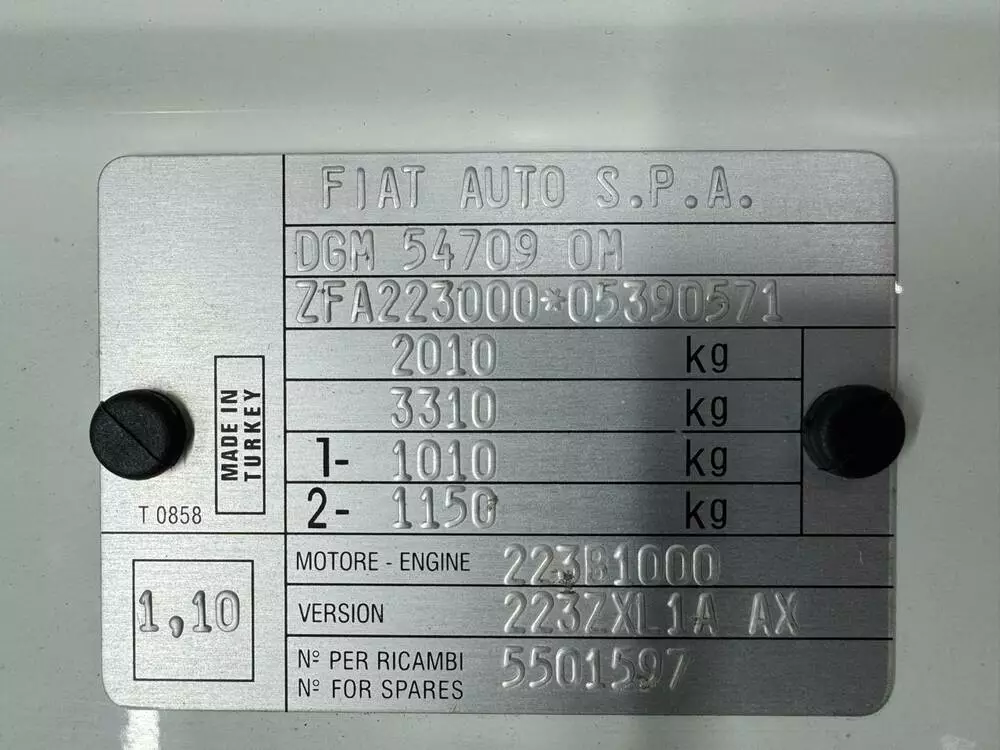 FIAT AUTO S.P.A.
DGM 54709 OM
ZFA223000*05390571
2010 kg
3310 kg
1- 1010 kg
2- 1150 kg
MADE IN
TURKEY
T 0858
1,10
MOTORE - ENGINE 223B1000
VERSION 223ZXL1A AX
Nº PER RICAMBI
Nº FOR SPARES
5501597